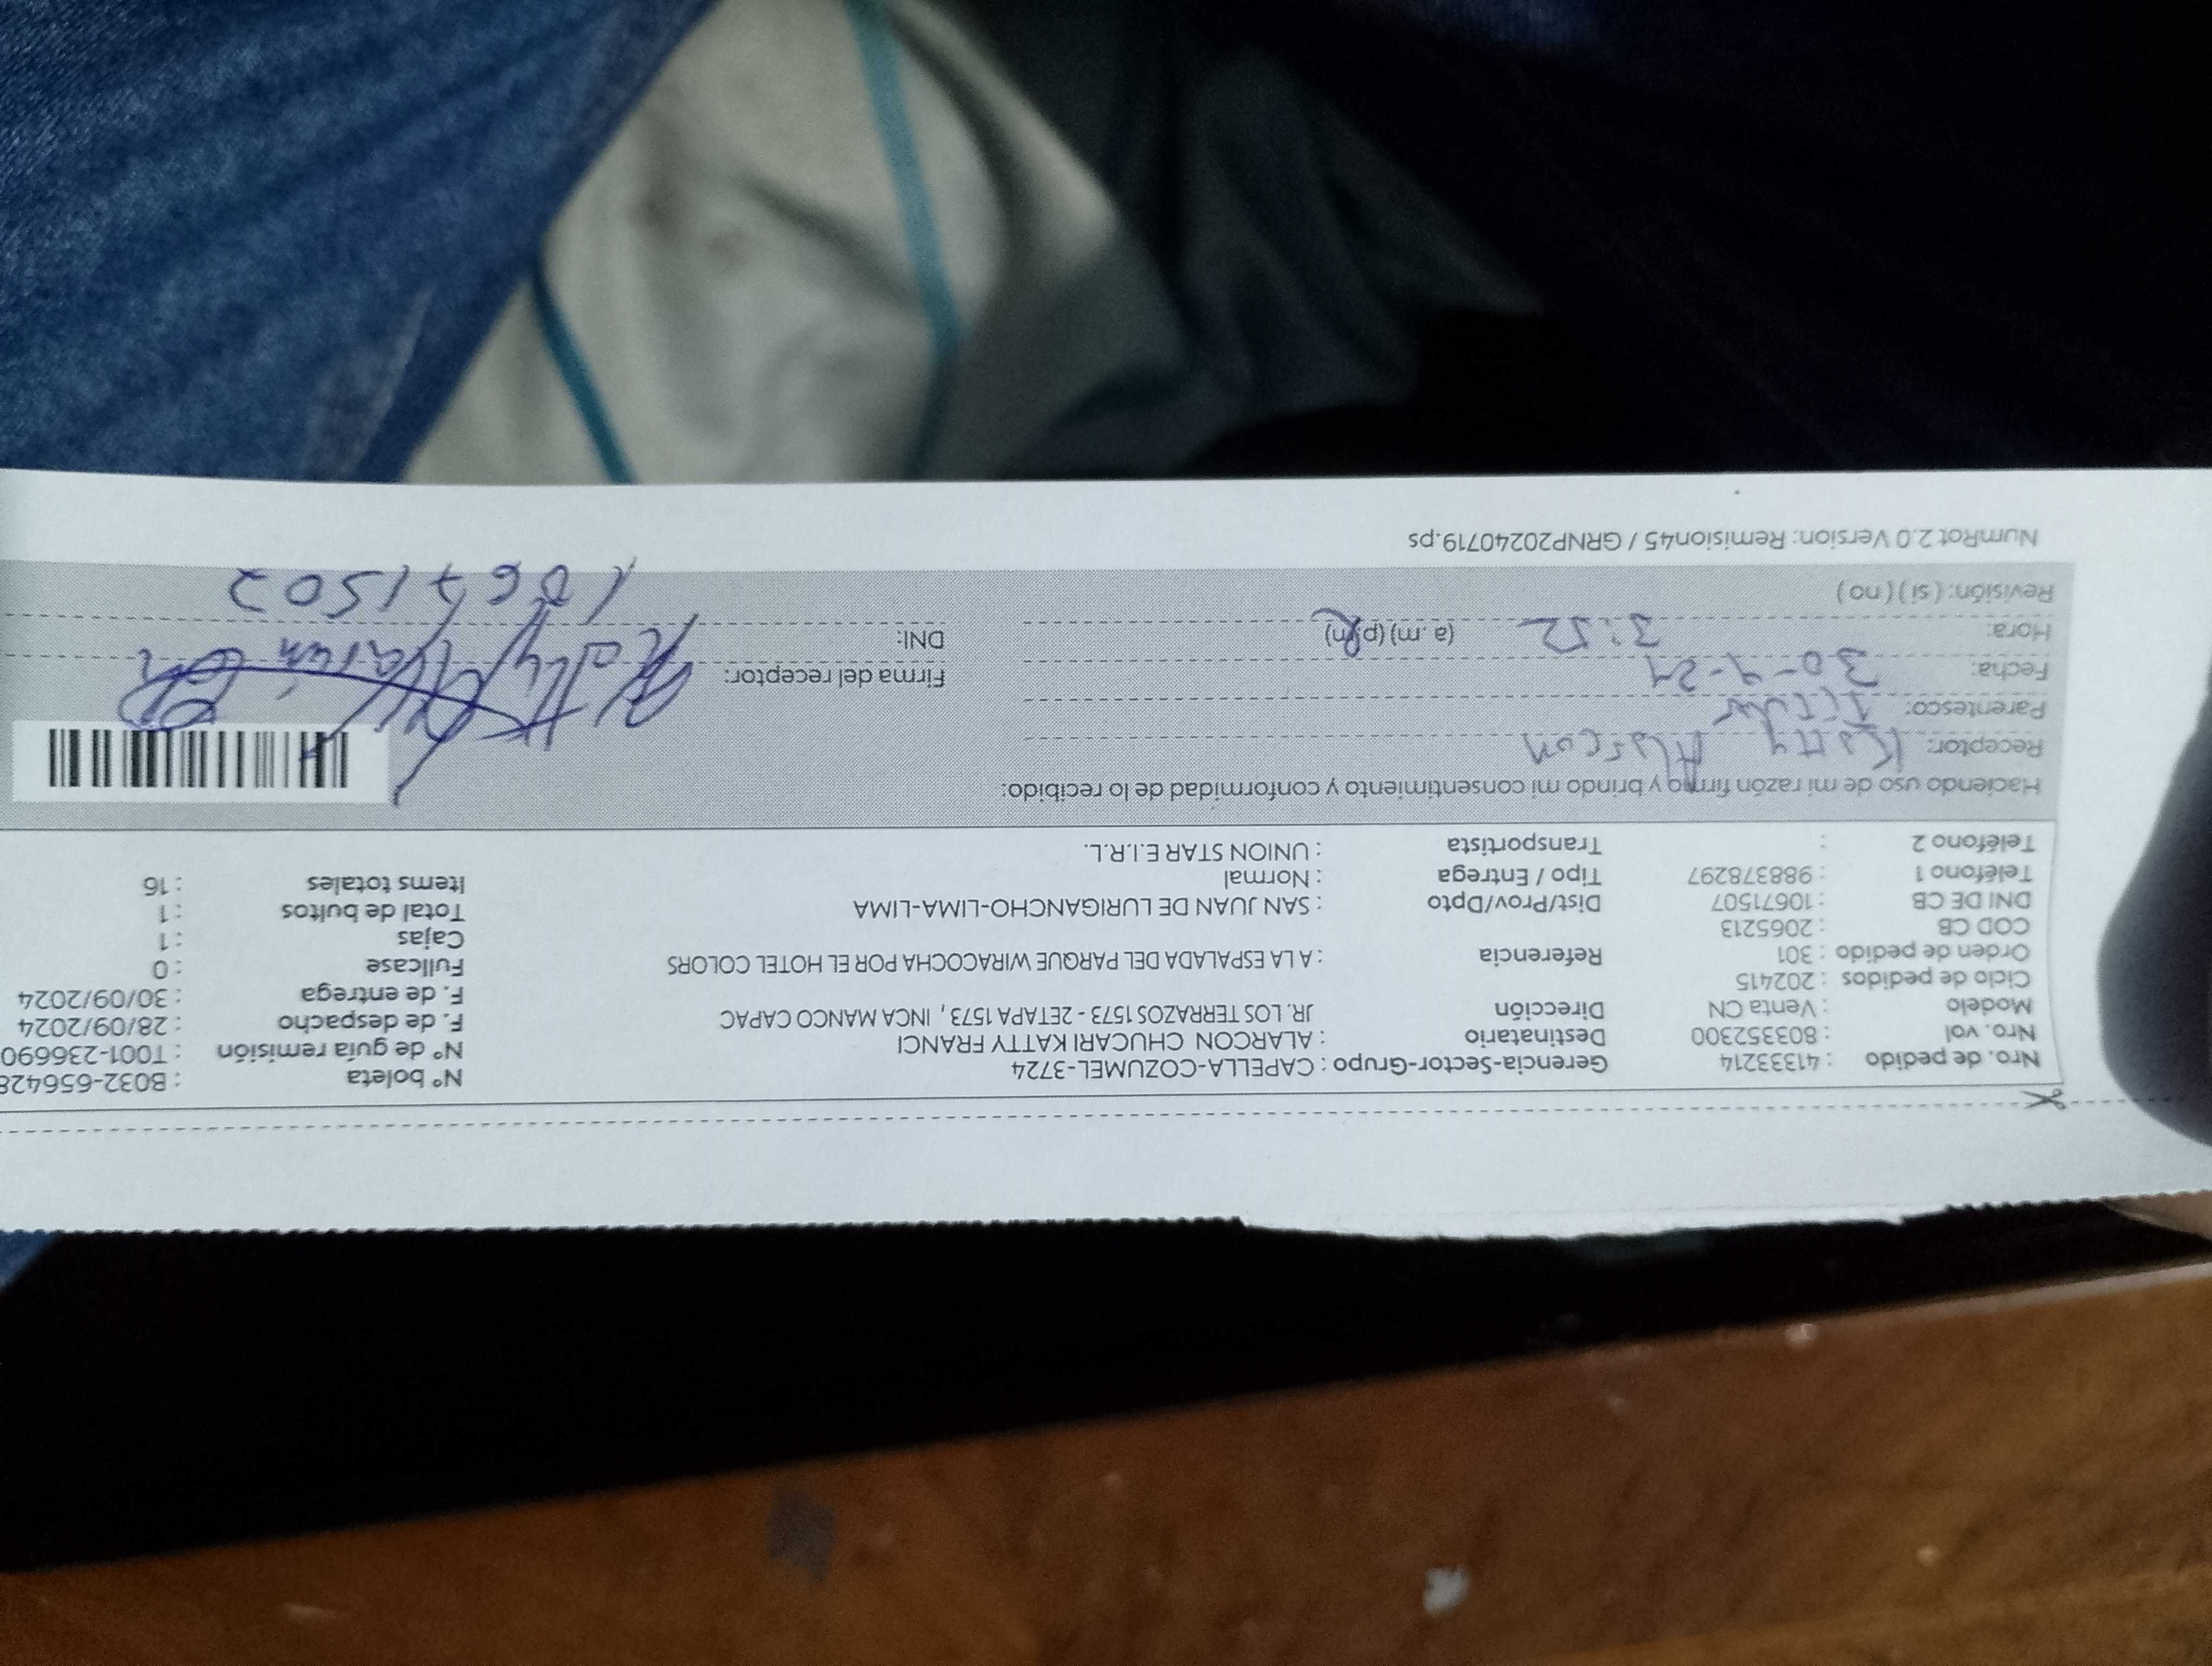 Nro. de pedido : 41333214 Gerencia-Sector-Grupo : CAPELLA-COZUMEL-3724 N° boleta : B032-656428
Nro. vol : 803352300 Destinatario : ALARCON CHUCARI KATTY FRANCI N° de guía remisión : T001-236690
Modelo : Venta CN Dirección JR. LOS TERRAZOS 1573 - 2ETAPA 1573, INCA MANCO CAPAC F. de despacho : 28/09/2024
Ciclo de pedidos : 202415 F. de entrega : 30/09/2024
Orden de pedido : 301 Referencia : A LA ESPALADA DEL PARQUE WIRACOCHA POR EL HOTEL COLORS Fullcase : 0
COD CB : 2065213 Cajas : 1
DNI DE CB : 10671507 Dist/Prov/Dpto : SAN JUAN DE LURIGANCHO-LIMA-LIMA Total de bultos : 1
Teléfono 1 : 988378297 Tipo / Entrega : Normal Items totales : 16
Teléfono 2 : Transportista : UNION STAR E.I.R.L.
Haciendo uso de mi razón firmo y brindo mi consentimiento y conformidad de lo recibido:
Receptor: Katty Alarcon
Parentesco: Titular
Fecha: 30-9-24 Firma del receptor: Katty Alarcón
Hora: 3:52 (a. m) (p.m) DNI: 10671507
Revisión: ( si ) ( no )
NumRot 2.0 Version: Remision45 / GRNP20240719.ps